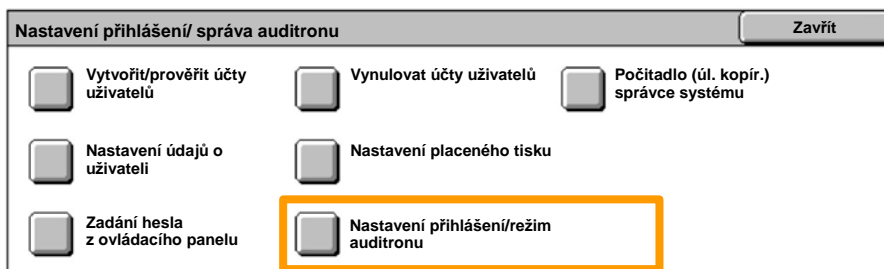 Nastavení přihlášení/ správa auditronu
Zavřít
Vytvořit/prověřit účty
uživatelů
Vynulovat účty uživatelů
Počitadlo (úl. kopír.)
správce systému
Nastavení údajů o
uživateli
Nastavení placeného tisku
Zadání hesla
z ovládacího panelu
Nastavení přihlášení/režim
auditronu